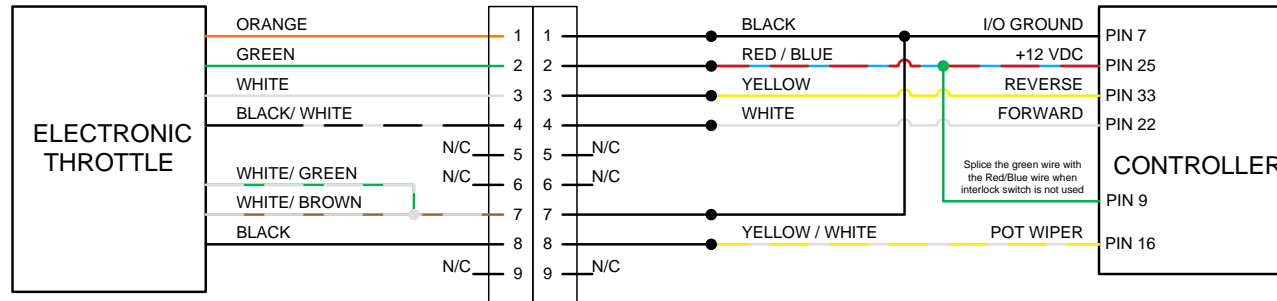 ORANGE 1 1 BLACK I/O GROUND PIN 7
GREEN 2 2 RED / BLUE +12 VDC PIN 25
WHITE 3 3 YELLOW REVERSE PIN 33
BLACK/ WHITE 4 4 WHITE FORWARD PIN 22
ELECTRONIC
THROTTLE
N/C 5 5 N/C
N/C 6 6 N/C
WHITE/ GREEN
WHITE/ BROWN 7 7
BLACK 8 8 YELLOW / WHITE POT WIPER PIN 16
N/C 9 9 N/C
Splice the green wire with
the Red/Blue wire when
interlock switch is not used
CONTROLLER
PIN 9